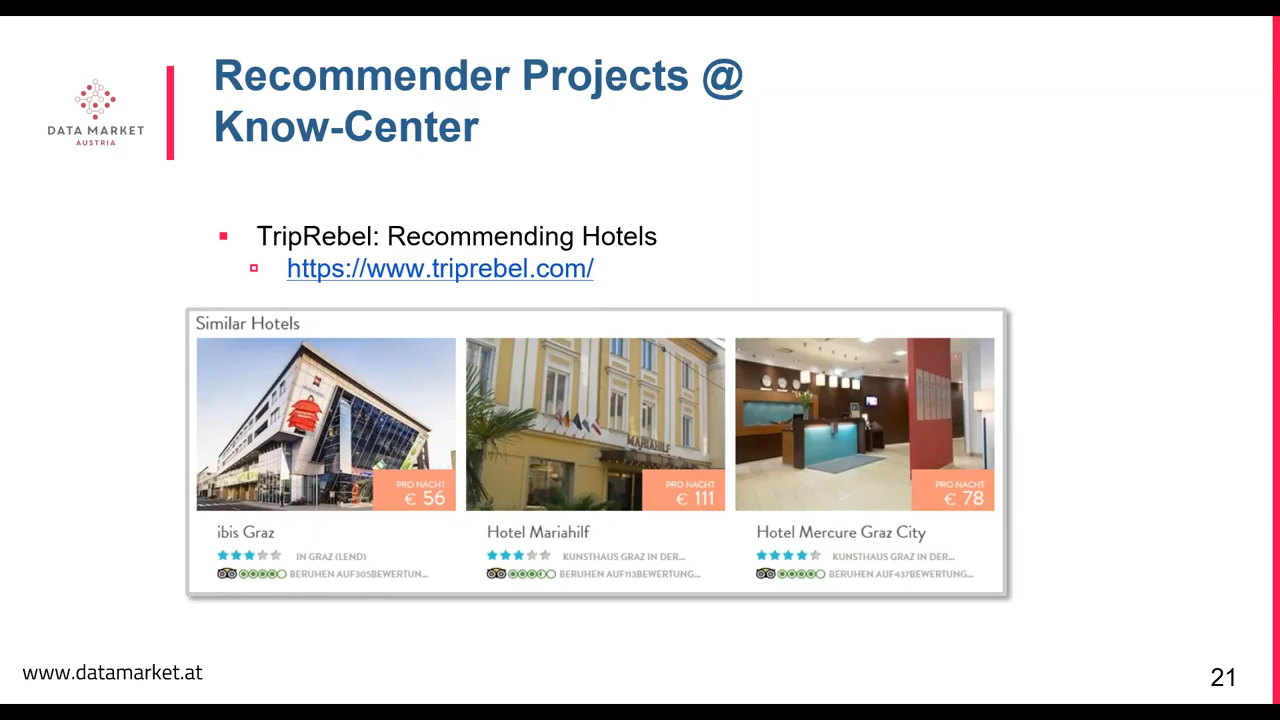 Recommender Projects @
Know-Center
DATA MARKET
AUSTRIA
TripRebel: Recommending Hotels
https://www.triprebel.com/
Similar Hotels
MARIAHILF
PRO NACHT
€ 56
PRO NACHT
€ 111
PRO NACHT
€ 78
ibis Graz
IN GRAZ (LEND)
BERUHEN AUF305BEWERTUN...
Hotel Mariahilf
KUNSTHAUS GRAZ IN DER...
BERUHEN AUF113BEWERTUNG...
Hotel Mercure Graz City
KUNSTHAUS GRAZ IN DER...
BERUHEN AUF437BEWERTUNG...
www.datamarket.at
21